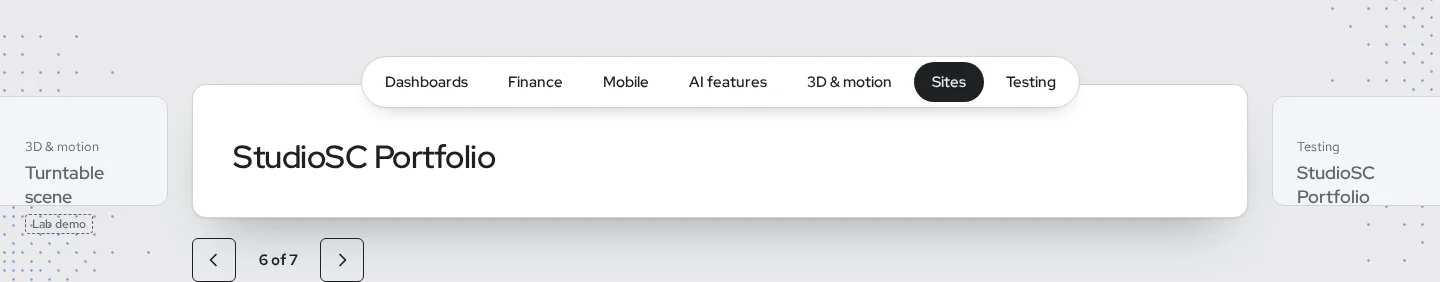 Dashboards Finance Mobile AI features 3D & motion Sites Testing
3D & motion
Turntable
scene
Lab demo
StudioSC Portfolio
Testing
StudioSC
Portfolio
6 of 7